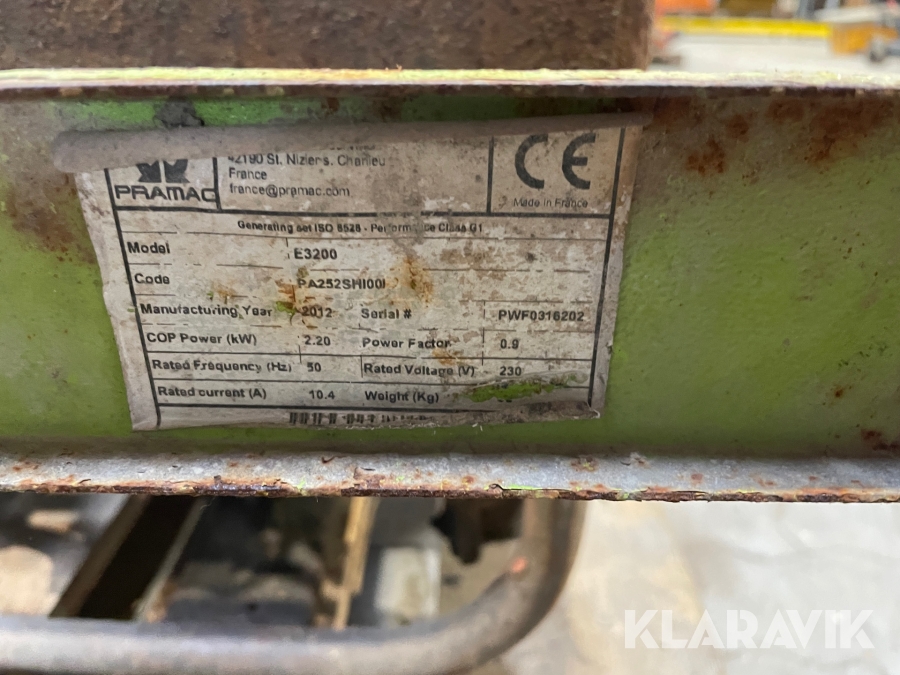 PRAMAC
42190 St. Nizier s. Charlieu
France
france@pramac.com
CE
Made in France
Generating set ISO 8528 - Performance Class G1
Model E3200
Code PA252SHI00I
Manufacturing Year 2012 Serial # PWF0316202
COP Power (kW) 2.20 Power Factor 0.9
Rated Frequency (Hz) 50 Rated Voltage (V) 230
Rated current (A) 10.4 Weight (Kg)
KLARAVIK